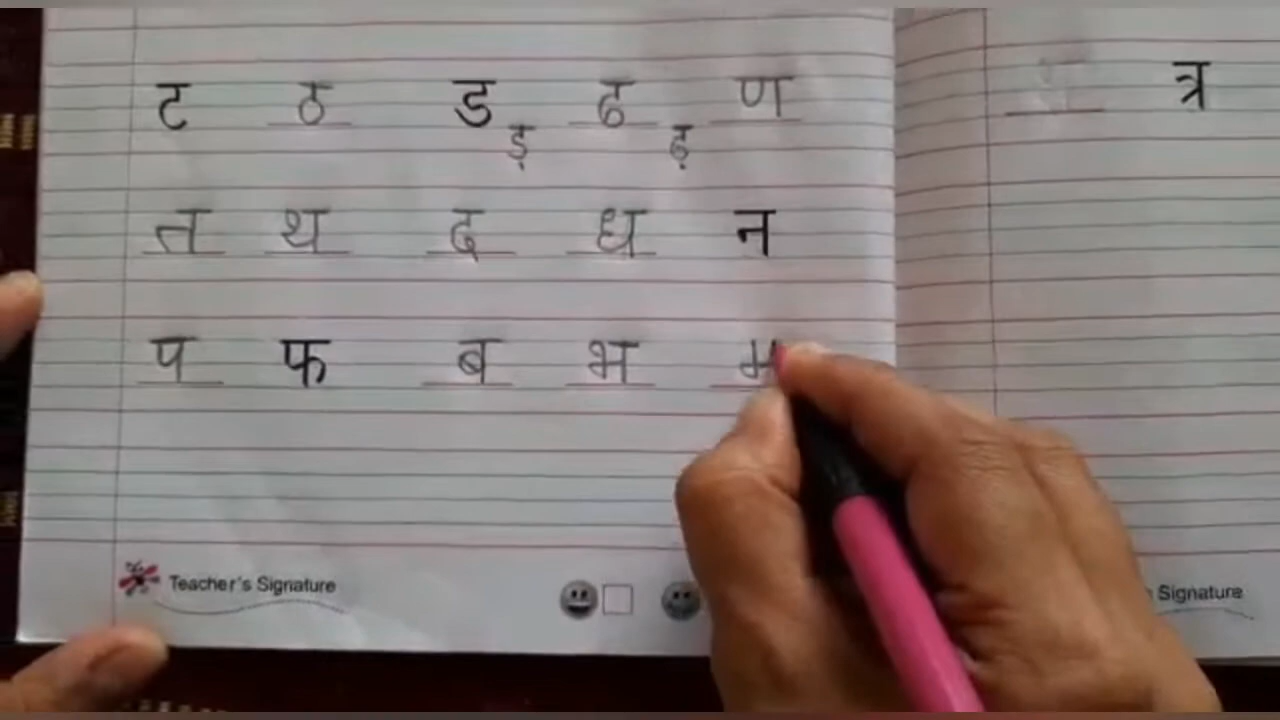 ट ठ ड ढ ण त्र
ड़ ढ़
त थ द ध न
प फ ब भ म
Teacher's Signature Signature